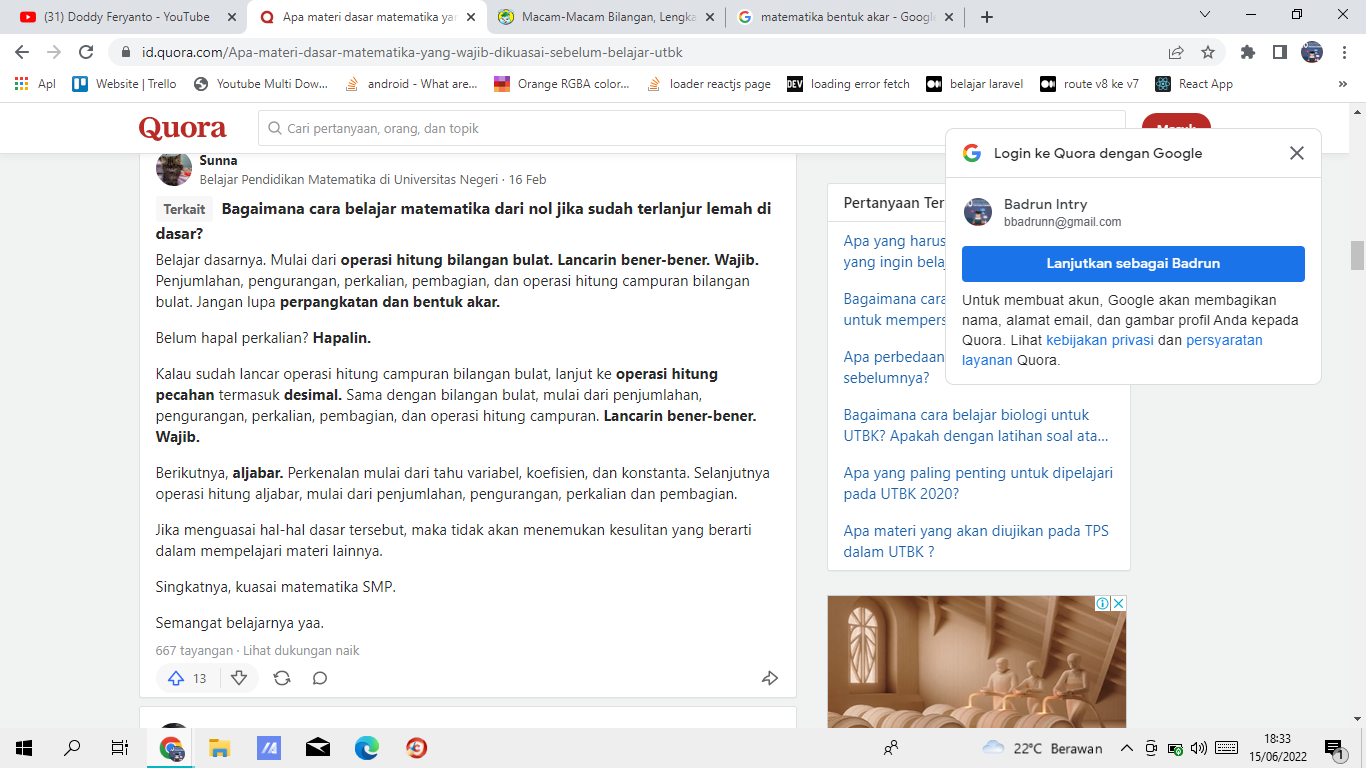 (31) Doddy Feryanto - YouTube
Apa materi dasar matematika yan
Macam-Macam Bilangan, Lengka
matematika bentuk akar - Google
id.quora.com/Apa-materi-dasar-matematika-yang-wajib-dikuasai-sebelum-belajar-utbk
Apl
Website | Trello
Youtube Multi Dow...
android - What are...
Orange RGBA color...
loader reactjs page
DEV
loading error fetch
belajar laravel
route v8 ke v7
React App
»
Quora
Cari pertanyaan, orang, dan topik
Sunna
Belajar Pendidikan Matematika di Universitas Negeri · 16 Feb
Terkait Bagaimana cara belajar matematika dari nol jika sudah terlanjur lemah di
dasar?
Belajar dasarnya. Mulai dari operasi hitung bilangan bulat. Lancarin bener-bener. Wajib.
Penjumlahan, pengurangan, perkalian, pembagian, dan operasi hitung campuran bilangan
bulat. Jangan lupa perpangkatan dan bentuk akar.
Belum hapal perkalian? Hapalin.
Kalau sudah lancar operasi hitung campuran bilangan bulat, lanjut ke operasi hitung
pecahan termasuk desimal. Sama dengan bilangan bulat, mulai dari penjumlahan,
pengurangan, perkalian, pembagian, dan operasi hitung campuran. Lancarin bener-bener.
Wajib.
Berikutnya, aljabar. Perkenalan mulai dari tahu variabel, koefisien, dan konstanta. Selanjutnya
operasi hitung aljabar, mulai dari penjumlahan, pengurangan, perkalian dan pembagian.
Jika menguasai hal-hal dasar tersebut, maka tidak akan menemukan kesulitan yang berarti
dalam mempelajari materi lainnya.
Singkatnya, kuasai matematika SMP.
Semangat belajarnya yaa.
667 tayangan · Lihat dukungan naik
13
Pertanyaan Ter
Apa yang harus
yang ingin belaj
Bagaimana cara
untuk mempers
Apa perbedaan
sebelumnya?
Bagaimana cara belajar biologi untuk
UTBK? Apakah dengan latihan soal ata...
Apa yang paling penting untuk dipelajari
pada UTBK 2020?
Apa materi yang akan diujikan pada TPS
dalam UTBK ?
Login ke Quora dengan Google
Badrun Intry
bbadrunn@gmail.com
Lanjutkan sebagai Badrun
Untuk membuat akun, Google akan membagikan
nama, alamat email, dan gambar profil Anda kepada
Quora. Lihat kebijakan privasi dan persyaratan
layanan Quora.
22°C Berawan
18:33
15/06/2022
1